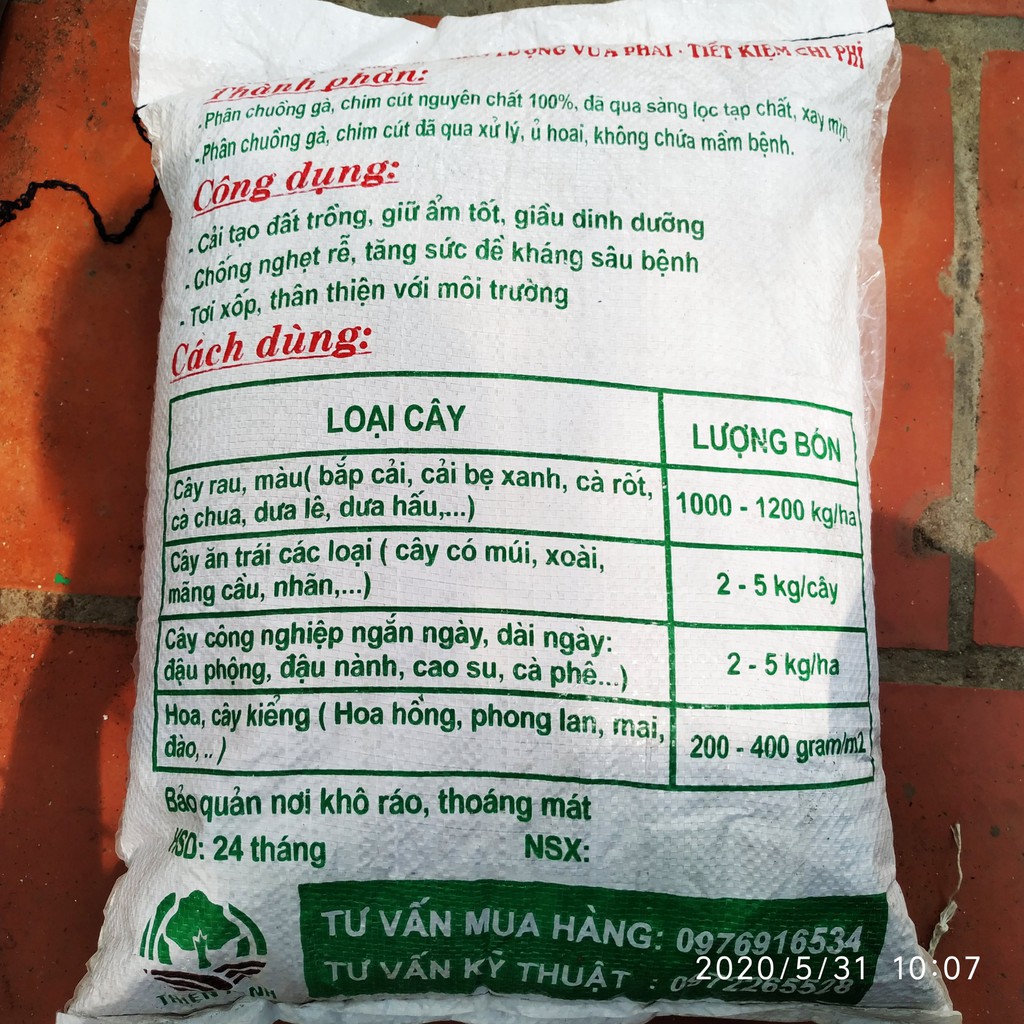 LƯỢNG VỪA PHẢI - TIẾT KIỆM CHI PHÍ
Thành phần:
- Phân chuồng gà, chim cút nguyên chất 100%, đã qua sàng lọc tạp chất, xay mịn.
- Phân chuồng gà, chim cút đã qua xử lý, ủ hoai, không chứa mầm bệnh.
Công dụng:
- Cải tạo đất trồng, giữ ẩm tốt, giầu dinh dưỡng
- Chống nghẹt rễ, tăng sức đề kháng sâu bệnh
- Tơi xốp, thân thiện với môi trường
Cách dùng:
LOẠI CÂY LƯỢNG BÓN
Cây rau, màu( bắp cải, cải bẹ xanh, cà rốt,
cà chua, dưa lê, dưa hấu,...) 1000 - 1200 kg/ha
Cây ăn trái các loại ( cây có múi, xoài,
mãng cầu, nhãn,...) 2 - 5 kg/cây
Cây công nghiệp ngắn ngày, dài ngày:
đậu phộng, đậu nành, cao su, cà phê...) 2 - 5 kg/ha
Hoa, cây kiểng ( Hoa hồng, phong lan, mai,
đào, .. ) 200 - 400 gram/m2
Bảo quản nơi khô ráo, thoáng mát
HSD: 24 tháng NSX:
TƯ VẤN MUA HÀNG: 0976916534
TƯ VẤN KỸ THUẬT :
2020/5/31 10:07